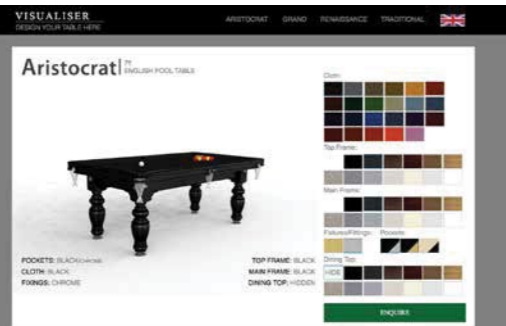 VISUALISER
DESIGN YOUR TABLE HERE
ARISTOCRAT GRAND RENAISSANCE TRADITIONAL
Aristocrat
7ft
ENGLISH POOL TABLE
Cloth:
Top Frame:
Main Frame:
Fixtures/Fittings: Pockets:
Dining Top:
HIDE
POCKETS: BLACK/CHROME
CLOTH: BLACK
FIXINGS: CHROME
TOP FRAME: BLACK
MAIN FRAME: BLACK
DINING TOP: HIDDEN
ENQUIRE